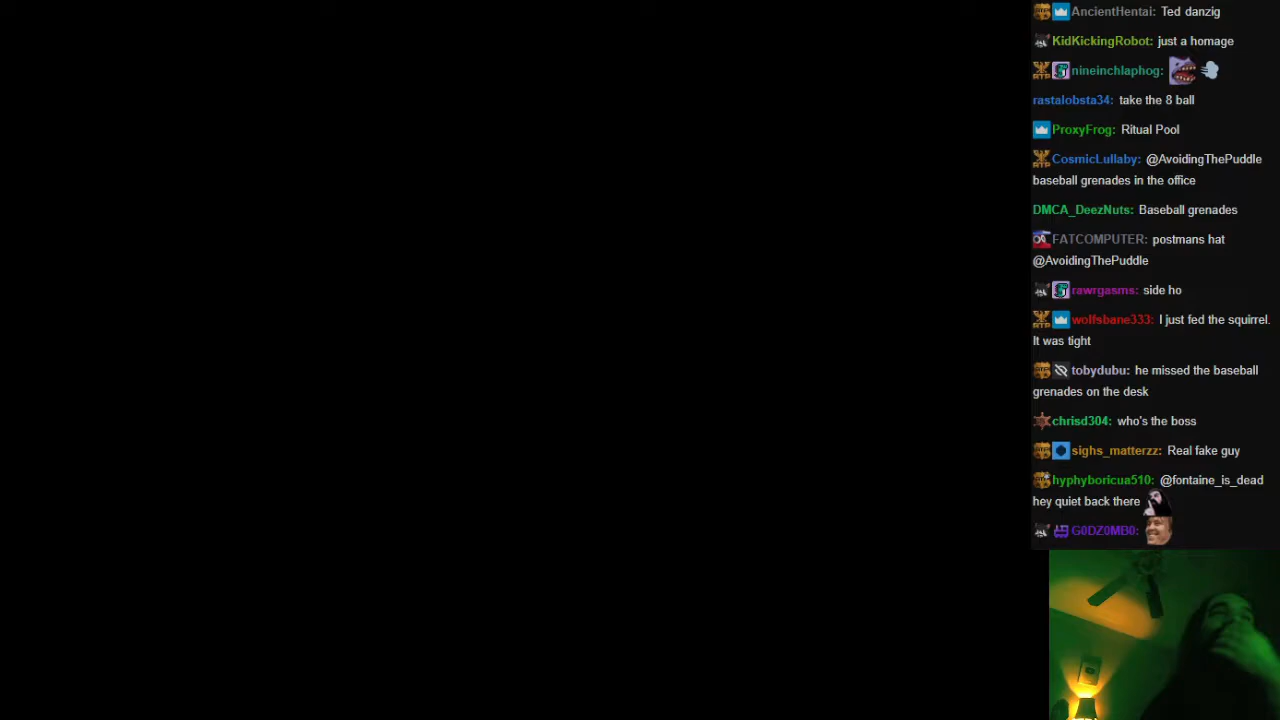 AncientHentai: Ted danzig
KidKickingRobot: just a homage
nineinchlaphog:
rastalobsta34: take the 8 ball
ProxyFrog: Ritual Pool
CosmicLullaby: @AvoidingThePuddle
baseball grenades in the office
DMCA_DeezNuts: Baseball grenades
FATCOMPUTER: postmans hat
@AvoidingThePuddle
rawrgasms: side ho
wolfsbane333: I just fed the squirrel.
It was tight
tobydubu: he missed the baseball
grenades on the desk
chrisd304: who's the boss
sighs_matterzz: Real fake guy
hyphyboricua510: @fontaine_is_dead
hey quiet back there
G0DZ0MB0: